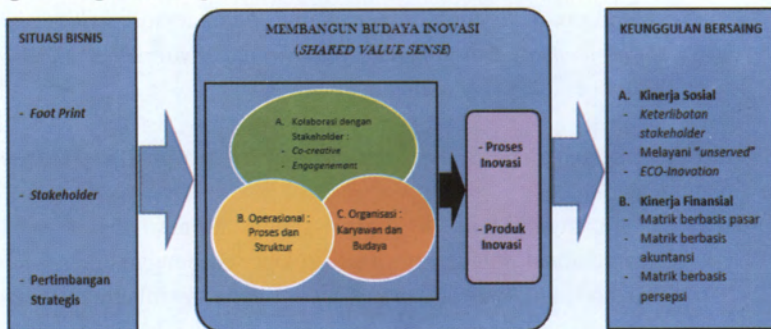 SITUASI BISNIS
- Foot Print
- Stakeholder
- Pertimbangan
Strategis
MEMBANGUN BUDAYA INOVASI
(SHARED VALUE SENSE)
A. Kolaborasi dengan
Stakeholder :
- Co-creative
- Engagenemant
B. Operasional :
Proses dan
Struktur
C. Organisasi :
Karyawan dan
Budaya
- Proses
Inovasi
- Produk
Inovasi
KEUNGGULAN BERSAING
A. Kinerja Sosial
- Keterlibatan
stakeholder
- Melayani "unserved"
- ECO-Inovation
B. Kinerja Finansial
- Matrik berbasis pasar
- Matrik berbasis
akuntansi
- Matrik berbasis
persepsi